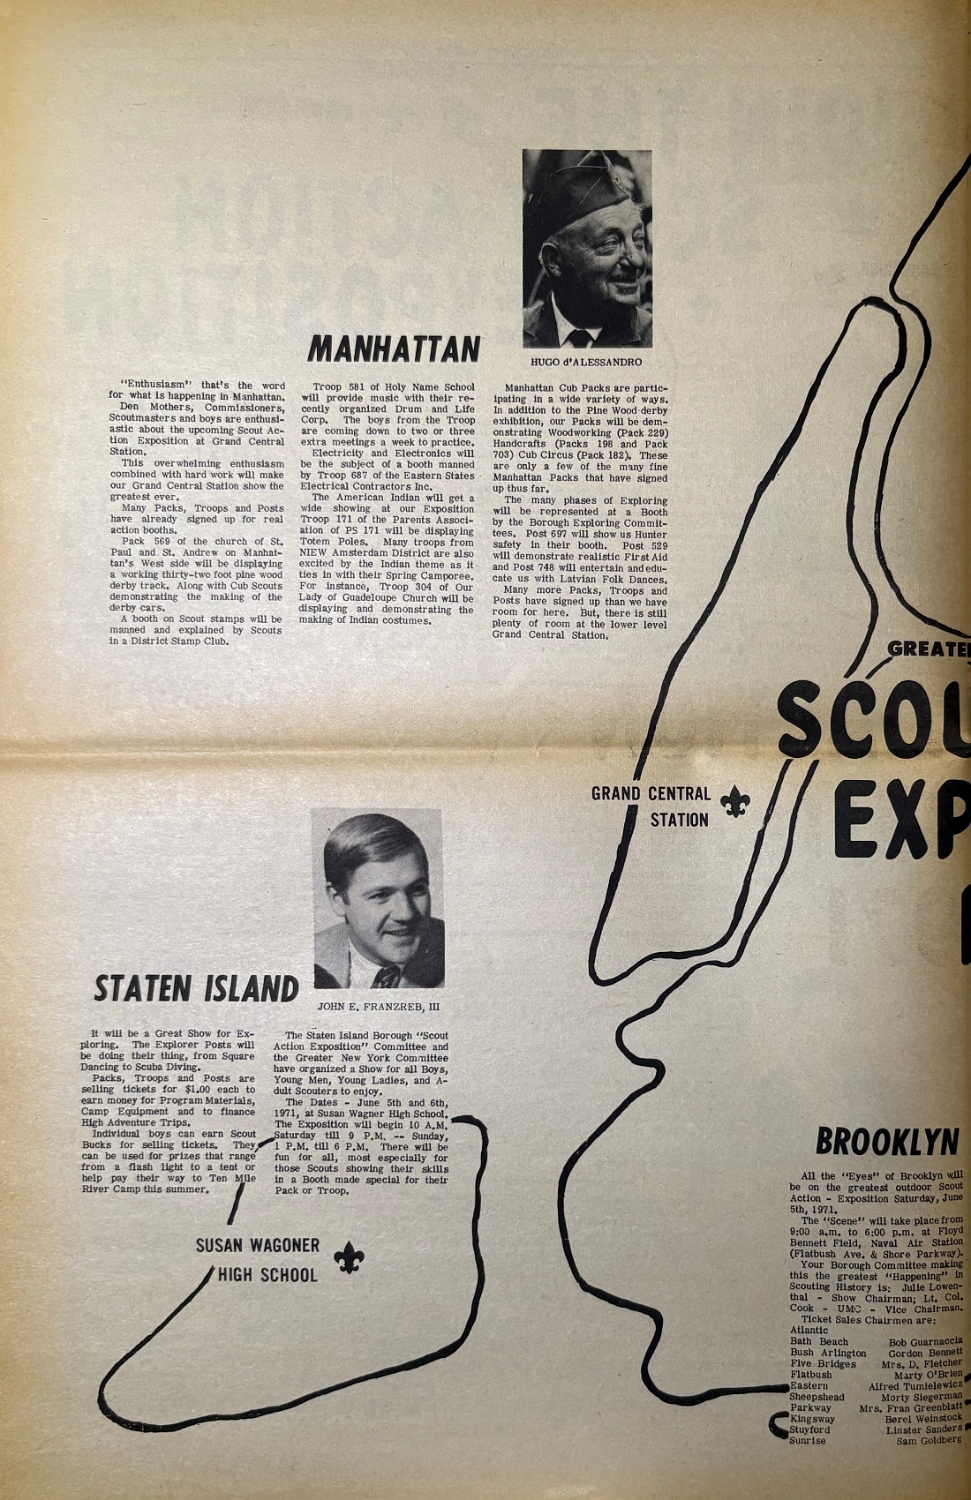 MANHATTAN
HUGO d'ALESSANDRO
"Enthusiasm" that's the word
for what is happening in Manhattan.
Den Mothers, Commissioners,
Scoutmasters and boys are enthusi-
astic about the upcoming Scout Ac-
tion Exposition at Grand Central
Station.
This overwhelming enthusiasm
combined with hard work will make
our Grand Central Station show the
greatest ever.
Many Packs, Troops and Posts
have already signed up for real
action booths.
Pack 569 of the church of St.
Paul and St. Andrew on Manhat-
tan's West side will be displaying
a working thirty-two foot pine wood
derby track. Along with Cub Scouts
demonstrating the making of the
derby cars.
A booth on Scout stamps will be
manned and explained by Scouts
in a District Stamp Club.
Troop 581 of Holy Name School
will provide music with their re-
cently organized Drum and Life
Corp. The boys from the Troop
are coming down to two or three
extra meetings a week to practice.
Electricity and Electronics will
be the subject of a booth manned
by Troop 687 of the Eastern States
Electrical Contractors Inc.
The American Indian will get a
wide showing at our Exposition
Troop 171 of the Parents Associ-
ation of PS 171 will be displaying
Totem Poles. Many troops from
NIEW Amsterdam District are also
excited by the Indian theme as it
ties in with their Spring Camporee.
For instance, Troop 304 of Our
Lady of Guadeloupe Church will be
displaying and demonstrating the
making of Indian costumes.
Manhattan Cub Packs are partic-
ipating in a wide variety of ways.
In addition to the Pine Wood derby
exhibition, our Packs will be dem-
onstrating Woodworking (Pack 229)
Handcrafts (Packs 198 and Pack
703) Cub Circus (Pack 182). These
are only a few of the many fine
Manhattan Packs that have signed
up thus far.
The many phases of Exploring
will be represented at a Booth
by the Borough Exploring Commit-
tees. Post 697 will show us Hunter
safety in their booth. Post 529
will demonstrate realistic First Aid
and Post 748 will entertain and edu-
cate us with Latvian Folk Dances.
Many more Packs, Troops and
Posts have signed up than we have
room for here. But, there is still
plenty of room at the lower level
Grand Central Station.
GREATE
SCOU
EXP
GRAND CENTRAL
STATION
STATEN ISLAND
JOHN E. FRANZREB, III
It will be a Great Show for Ex-
ploring. The Explorer Posts will
be doing their thing, from Square
Dancing to Scuba Diving.
Packs, Troops and Posts are
selling tickets for $1.00 each to
earn money for Program Materials,
Camp Equipment and to finance
High Adventure Trips.
Individual boys can earn Scout
Bucks for selling tickets. They
can be used for prizes that range
from a flash light to a tent or
help pay their way to Ten Mile
River Camp this summer.
The Staten Island Borough "Scout
Action Exposition" Committee and
the Greater New York Committee
have organized a Show for all Boys,
Young Men, Young Ladies, and A-
dult Scouters to enjoy.
The Dates - June 5th and 6th,
1971, at Susan Wagner High School.
The Exposition will begin 10 A.M.
Saturday till 9 P.M. -- Sunday,
1 P.M. till 6 P.M. There will be
fun for all, most especially for
those Scouts showing their skills
in a Booth made special for their
Pack or Troop.
SUSAN WAGONER
HIGH SCHOOL
BROOKLYN
All the "Eyes" of Brooklyn will
be on the greatest outdoor Scout
Action - Exposition Saturday, June
5th, 1971.
The "Scene" will take place from
9:00 a.m. to 6:00 p.m. at Floyd
Bennett Field, Naval Air Station
(Flatbush Ave. & Shore Parkway).
Your Borough Committee making
this the greatest "Happening" in
Scouting History is: Julie Lowen-
thal - Show Chairman; Lt. Col.
Cook - UMC - Vice Chairman.
Ticket Sales Chairmen are:
Atlantic
Bath Beach Bob Guarnaccia
Bush Arlington Gordon Bennett
Five Bridges Mrs. D. Fletcher
Flatbush Marty O'Brien
Eastern Alfred Tumielewicz
Sheepshead Morty Siegerman
Parkway Mrs. Fran Greenblatt
Kingsway Berel Weinstock
Stuyford Linster Sanders
Sunrise Sam Goldberg